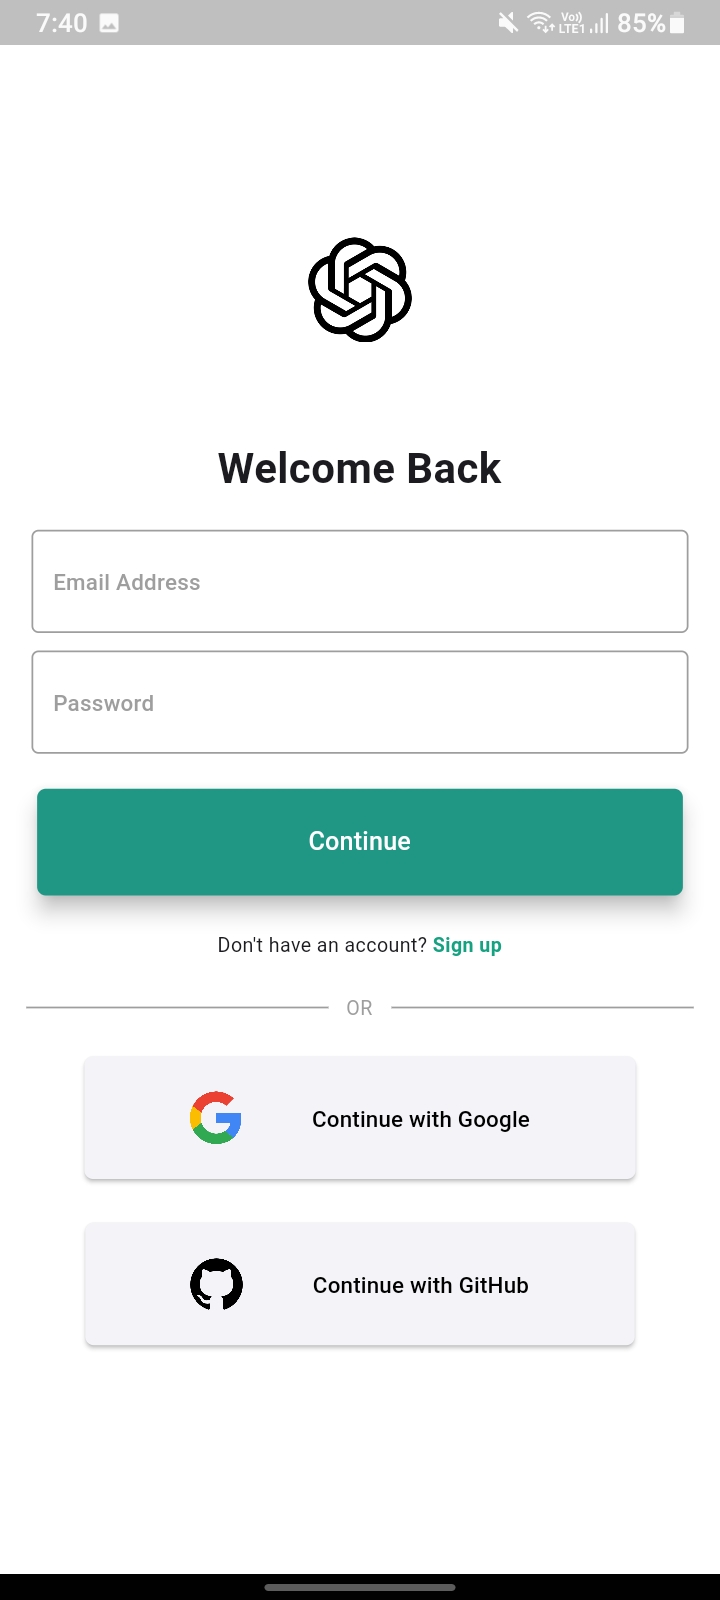 7:40 Vo)) LTE1 85%
Welcome Back
Email Address
Password
Continue
Don't have an account? Sign up
OR
Continue with Google
Continue with GitHub